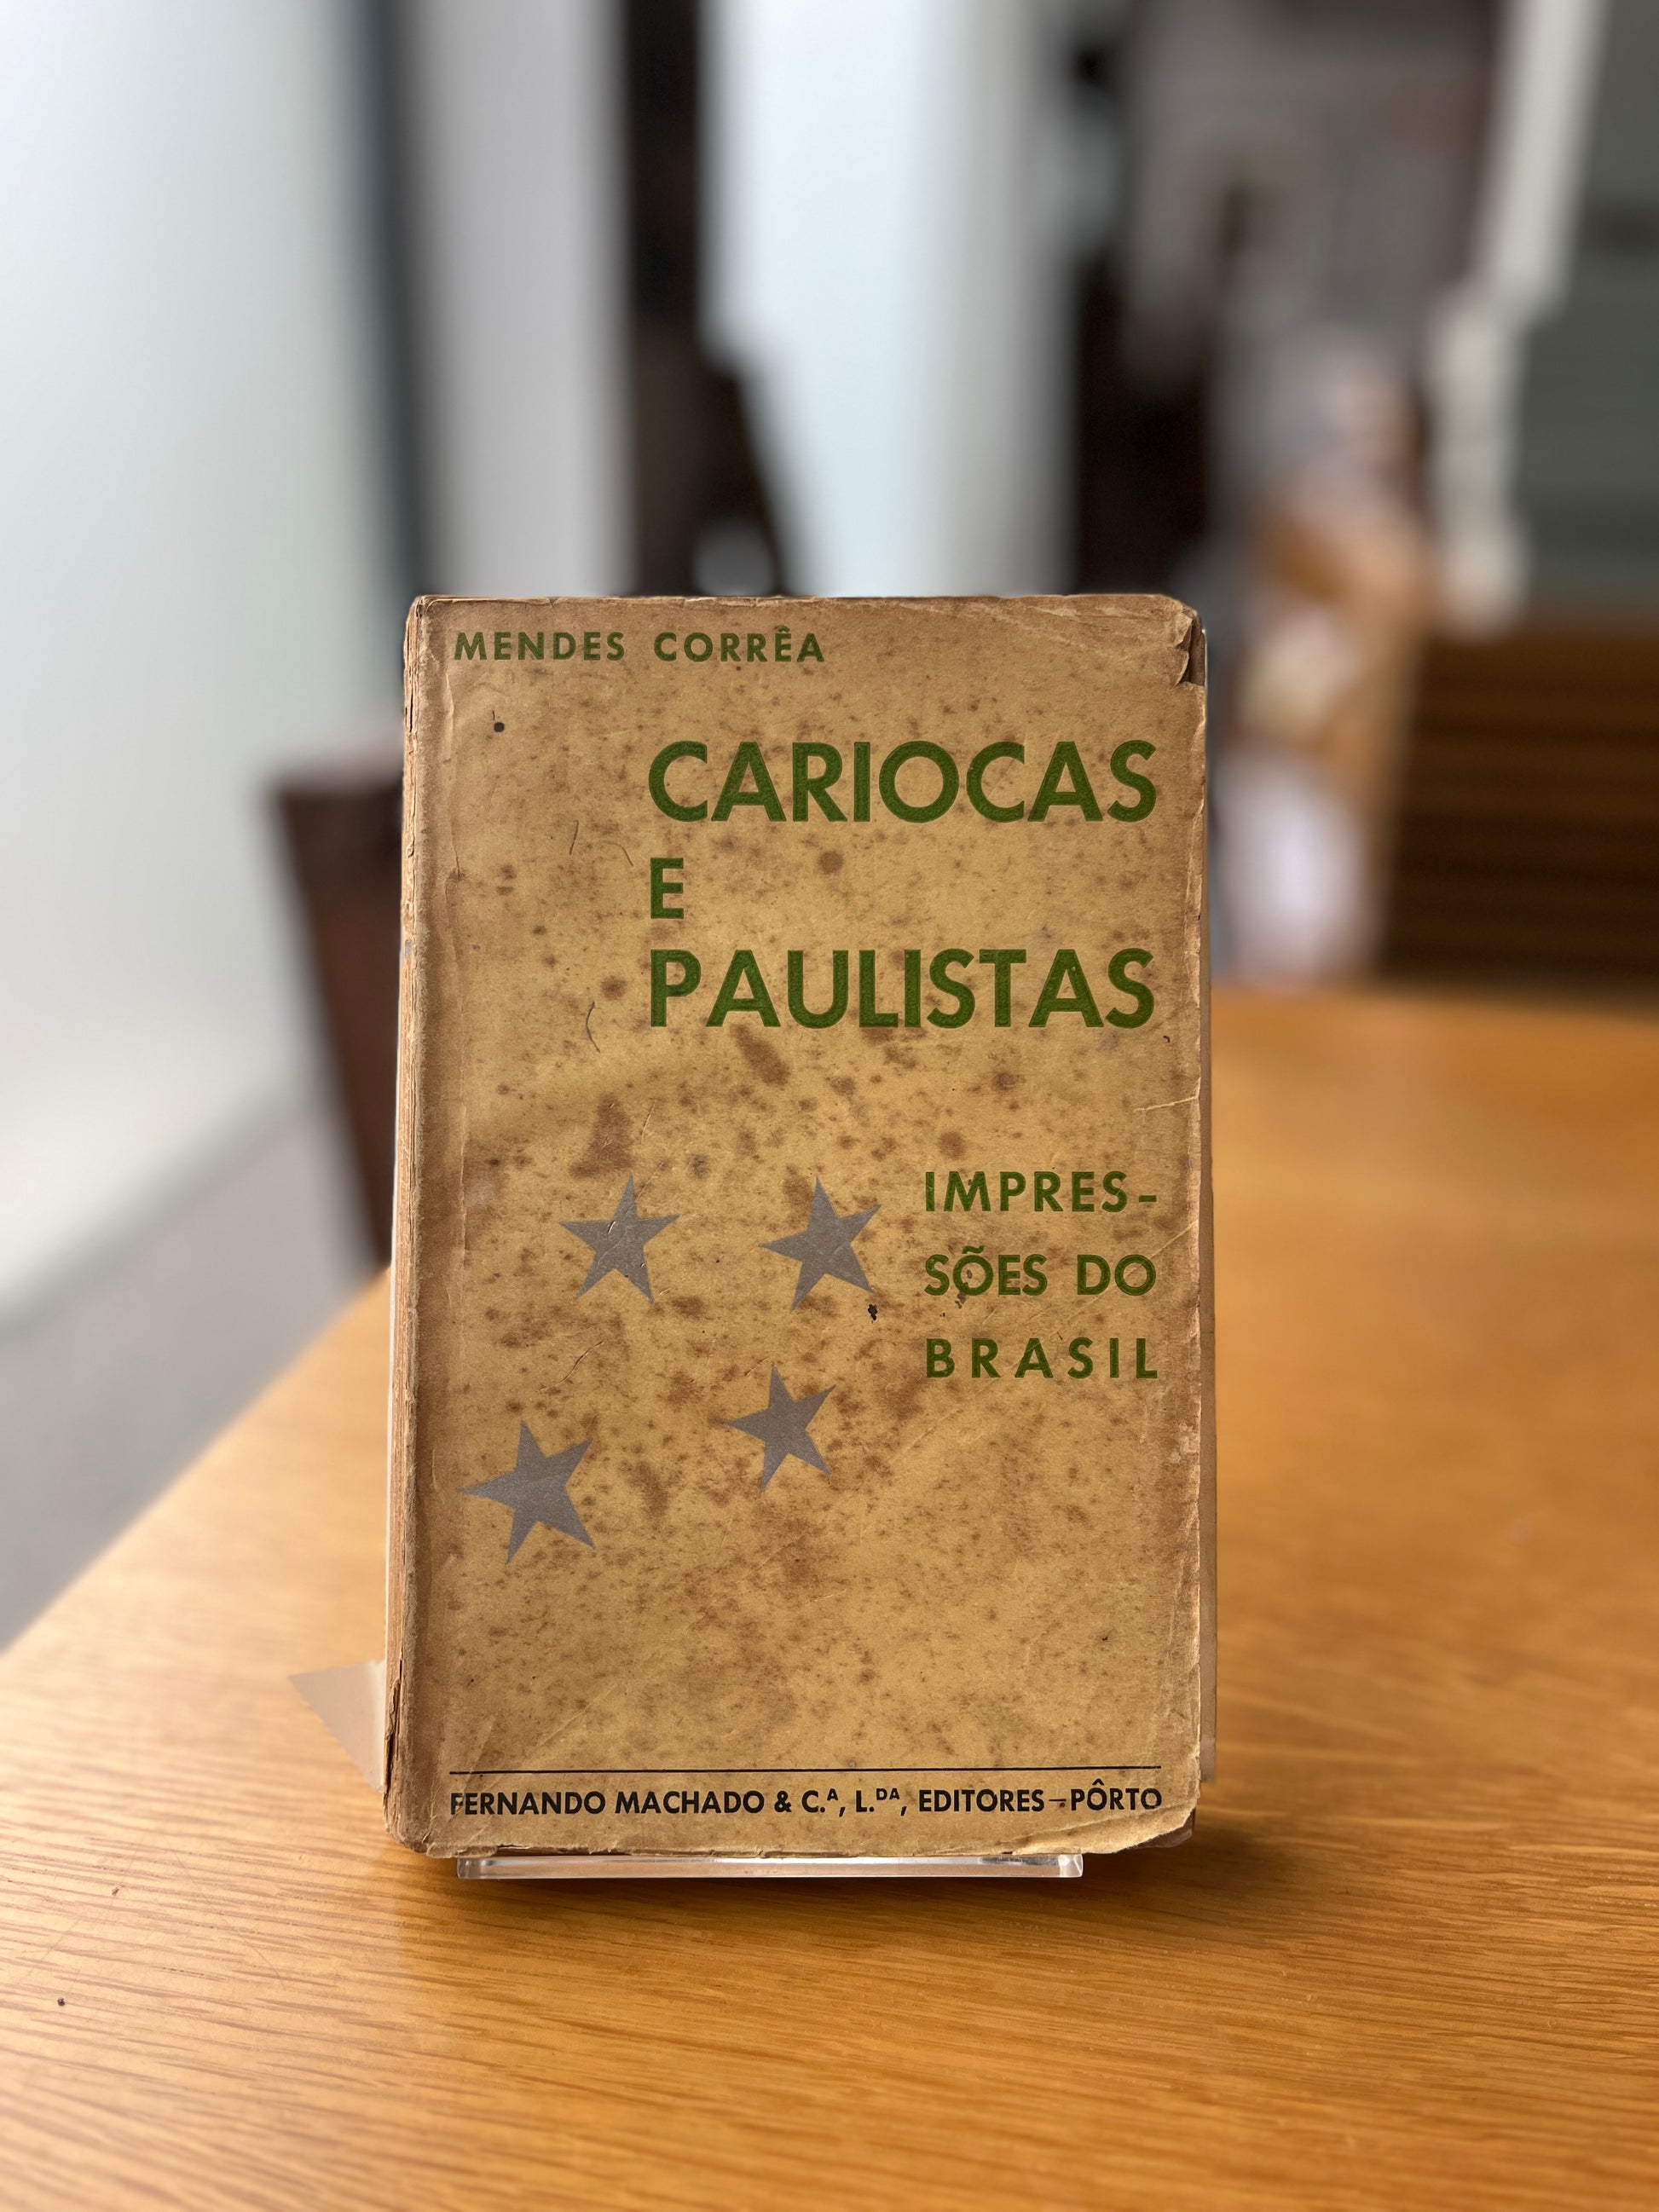 MENDES CORRÊA
CARIOCAS
E
PAULISTAS
IMPRES-
SÕES DO
BRASIL
FERNANDO MACHADO & C.ᴬ, L.ᴰᴬ, EDITORES—PÔRTO